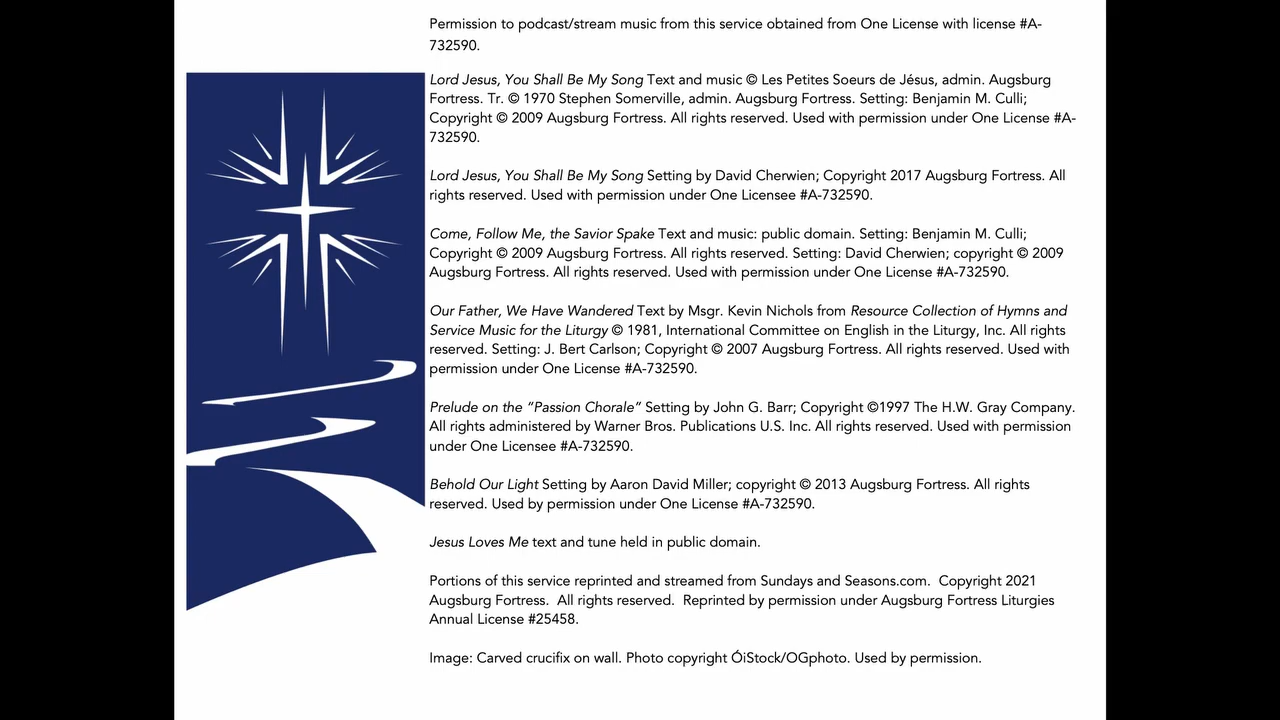 Permission to podcast/stream music from this service obtained from One License with license #A-
732590.
Lord Jesus, You Shall Be My Song Text and music © Les Petites Soeurs de Jésus, admin. Augsburg
Fortress. Tr. © 1970 Stephen Somerville, admin. Augsburg Fortress. Setting: Benjamin M. Culli;
Copyright © 2009 Augsburg Fortress. All rights reserved. Used with permission under One License #A-
732590.
Lord Jesus, You Shall Be My Song Setting by David Cherwien; Copyright 2017 Augsburg Fortress. All
rights reserved. Used with permission under One Licensee #A-732590.
Come, Follow Me, the Savior Spake Text and music: public domain. Setting: Benjamin M. Culli;
Copyright © 2009 Augsburg Fortress. All rights reserved. Setting: David Cherwien; copyright © 2009
Augsburg Fortress. All rights reserved. Used with permission under One License #A-732590.
Our Father, We Have Wandered Text by Msgr. Kevin Nichols from Resource Collection of Hymns and
Service Music for the Liturgy © 1981, International Committee on English in the Liturgy, Inc. All rights
reserved. Setting: J. Bert Carlson; Copyright © 2007 Augsburg Fortress. All rights reserved. Used with
permission under One License #A-732590.
Prelude on the “Passion Chorale” Setting by John G. Barr; Copyright ©1997 The H.W. Gray Company.
All rights administered by Warner Bros. Publications U.S. Inc. All rights reserved. Used with permission
under One Licensee #A-732590.
Behold Our Light Setting by Aaron David Miller; copyright © 2013 Augsburg Fortress. All rights
reserved. Used by permission under One License #A-732590.
Jesus Loves Me text and tune held in public domain.
Portions of this service reprinted and streamed from Sundays and Seasons.com.  Copyright 2021
Augsburg Fortress.  All rights reserved.  Reprinted by permission under Augsburg Fortress Liturgies
Annual License #25458.
Image: Carved crucifix on wall. Photo copyright ÓiStock/OGphoto. Used by permission.